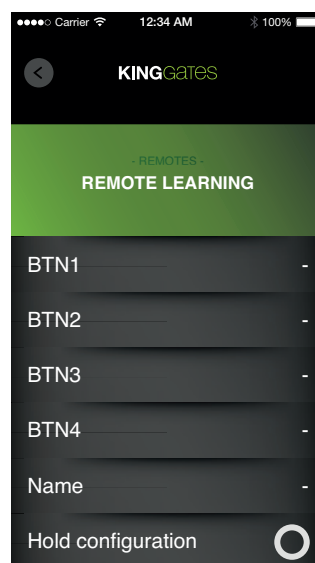 Carrier 12:34 AM 100%
KINGGATES
- REMOTES -
REMOTE LEARNING
BTN1 -
BTN2 -
BTN3 -
BTN4 -
Name -
Hold configuration